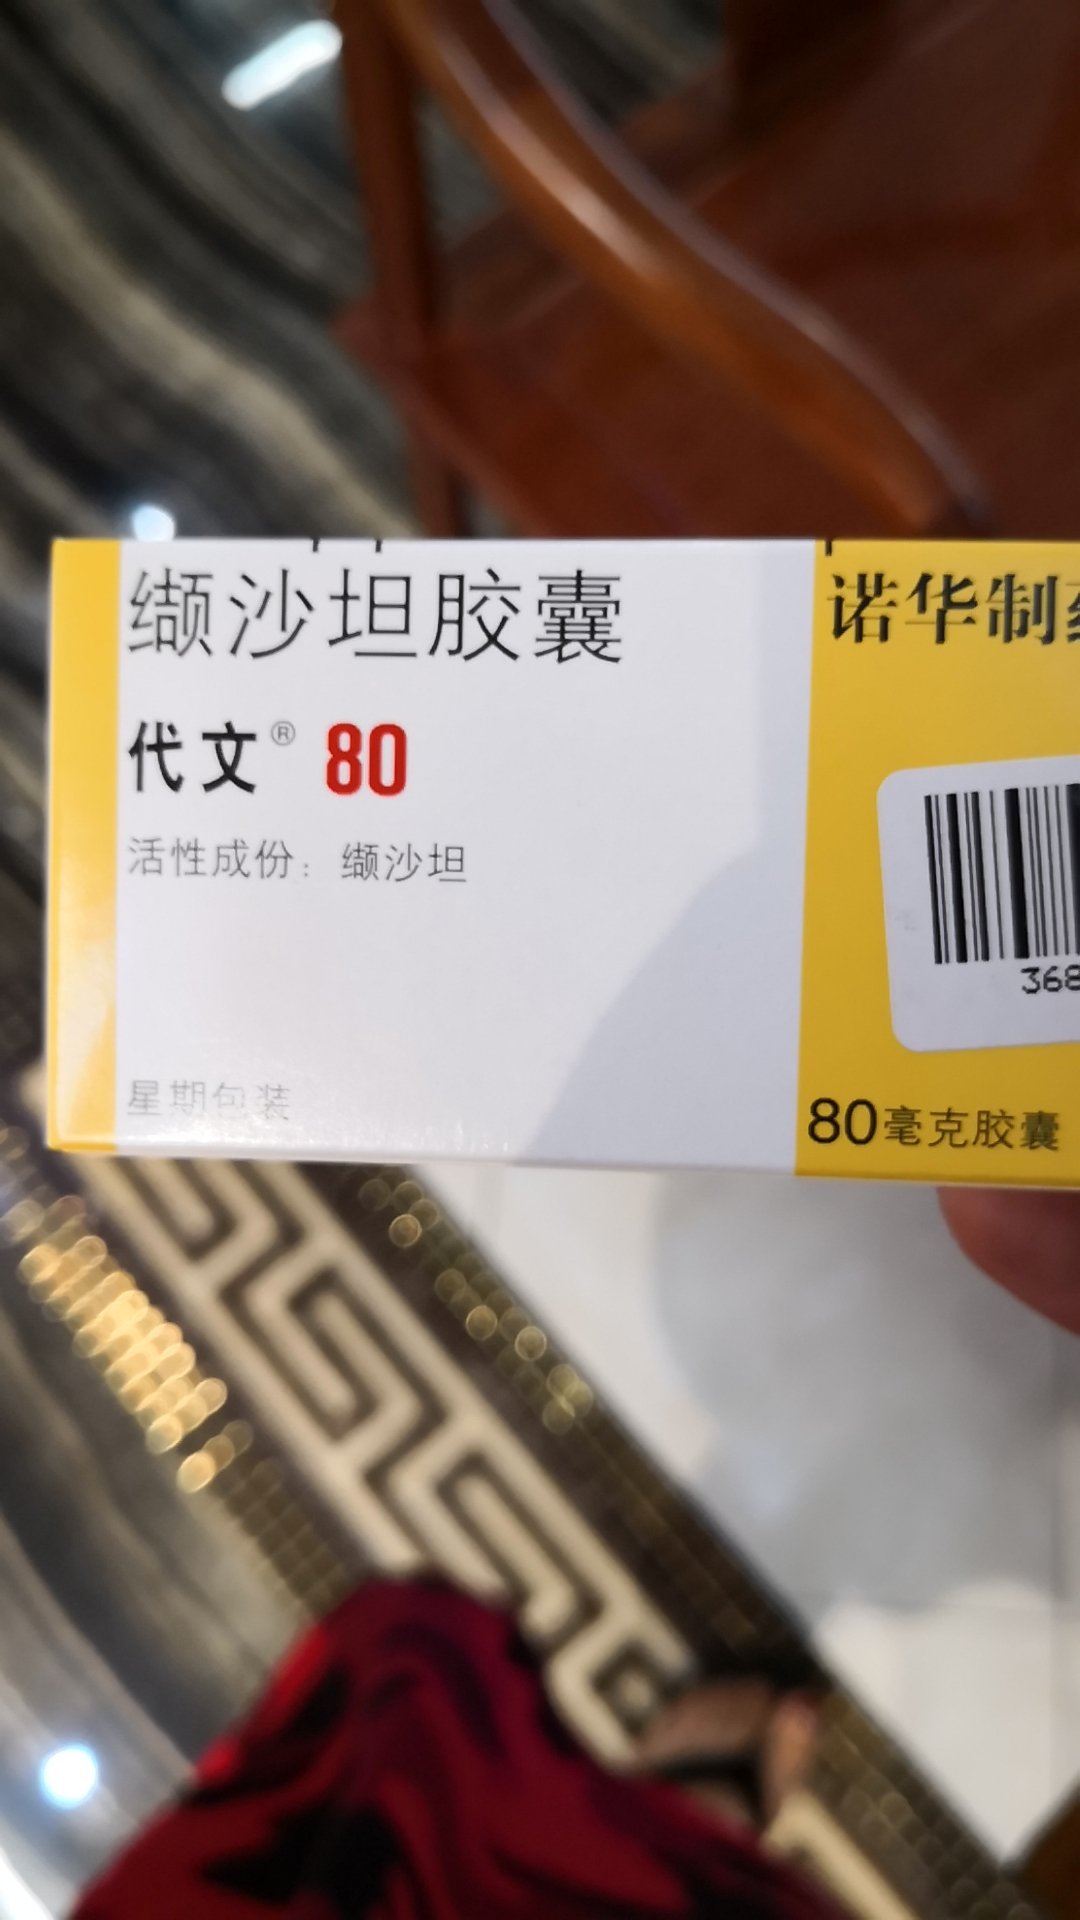 缬沙坦胶囊
代文® 80
活性成份：缬沙坦
星期包装
诺华制
368
80毫克胶囊